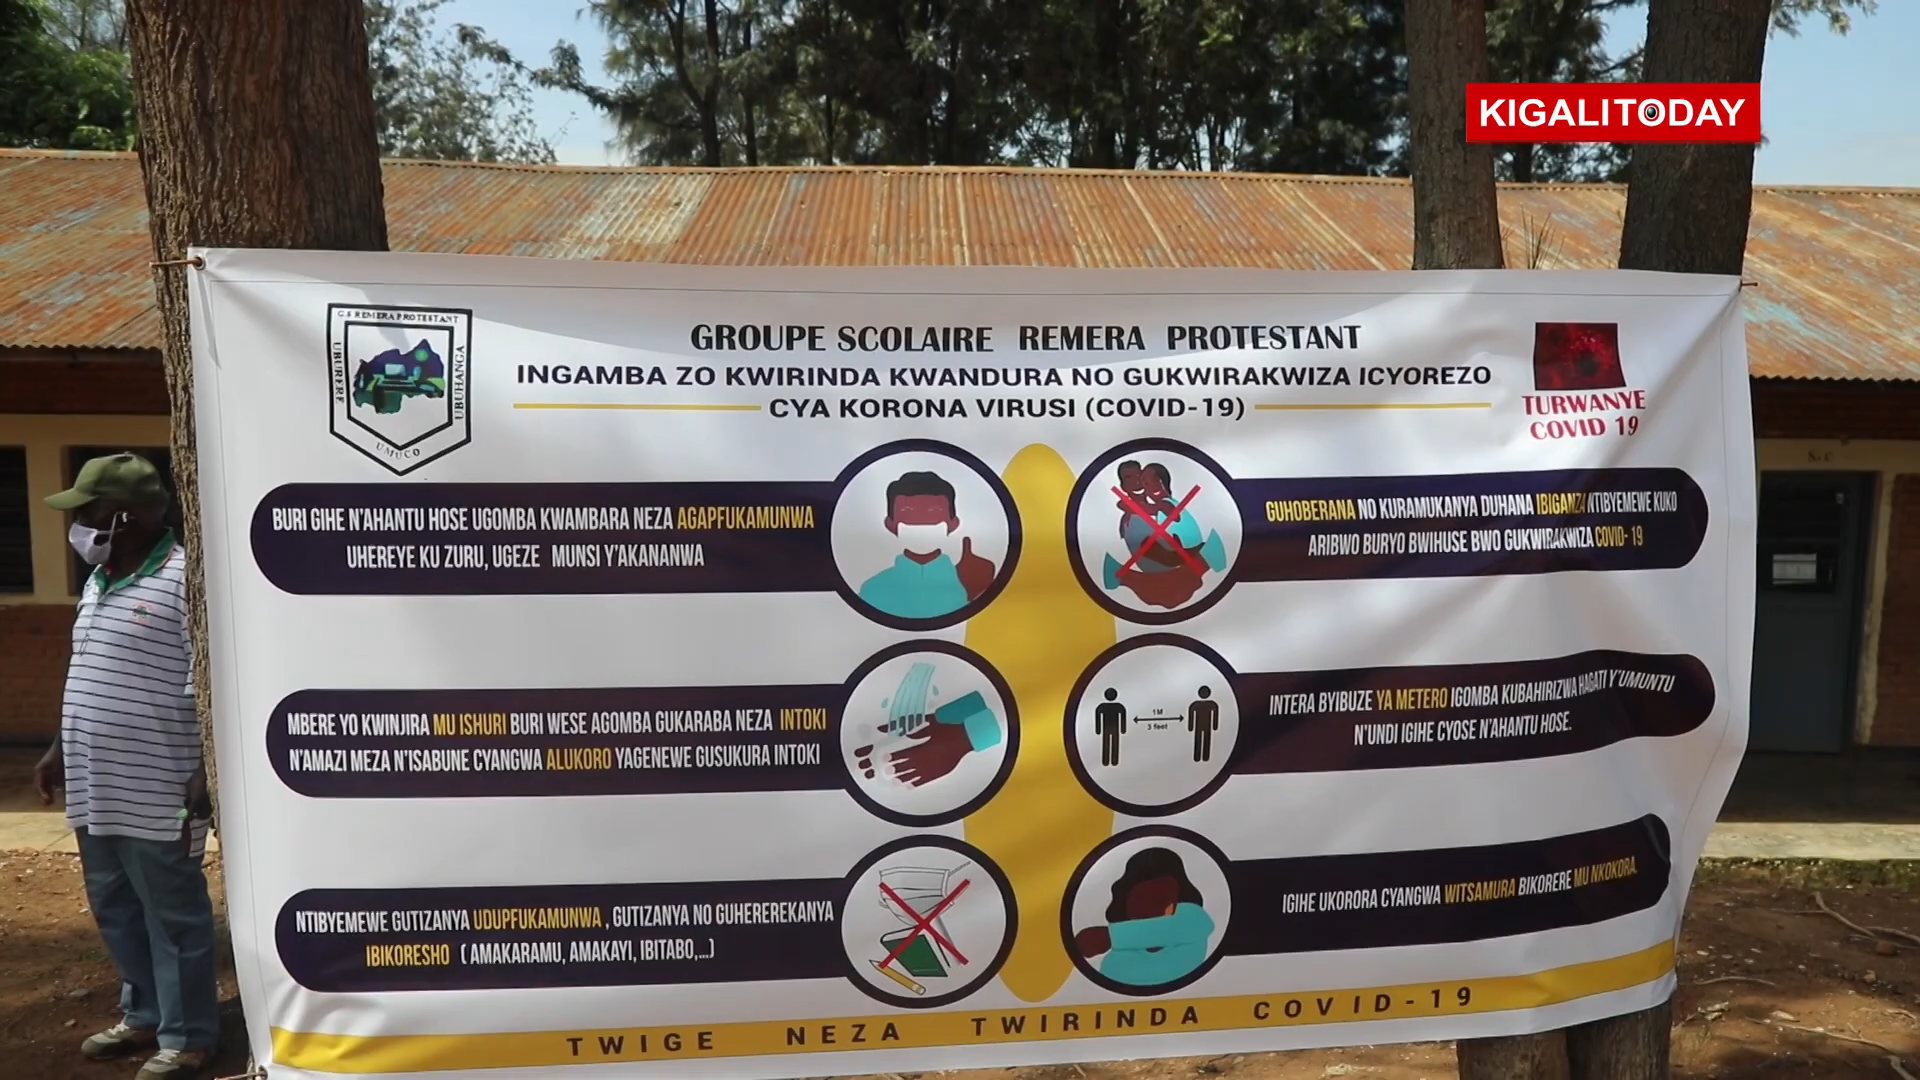 KIGALITODAY
G.S REMERA PROTESTANT
UBURERE
UBUHANGA
UMUCO
GROUPE SCOLAIRE REMERA PROTESTANT
INGAMBA ZO KWIRINDA KWANDURA NO GUKWIRAKWIZA ICYOREZO
CYA KORONA VIRUSI (COVID-19)
TURWANYE
COVID 19
BURI GIHE N'AHANTU HOSE UGOMBA KWAMBARA NEZA AGAPFUKAMUNWA
UHEREYE KU ZURU, UGEZE MUNSI Y'AKANANWA
GUHOBERANA NO KURAMUKANYA DUHANA IBIGANZA NTIBYEMEWE KUKO
ARIBWO BURYO BWIHUSE BWO GUKWIRAKWIZA COVID- 19
MBERE YO KWINJIRA MU ISHURI BURI WESE AGOMBA GUKARABA NEZA INTOKI
N'AMAZI MEZA N'ISABUNE CYANGWA ALUKORO YAGENEWE GUSUKURA INTOKI
1M
3 feet
INTERA BYIBUZE YA METERO IGOMBA KUBAHIRIZWA HAGATI Y'UMUNTU
N'UNDI IGIHE CYOSE N'AHANTU HOSE.
NTIBYEMEWE GUTIZANYA UDUPFUKAMUNWA , GUTIZANYA NO GUHEREREKANYA
IBIKORESHO ( AMAKARAMU, AMAKAYI, IBITABO,...)
IGIHE UKORORA CYANGWA WITSAMURA BIKORERE MU NKOKORA.
TWIGE NEZA TWIRINDA COVID-19